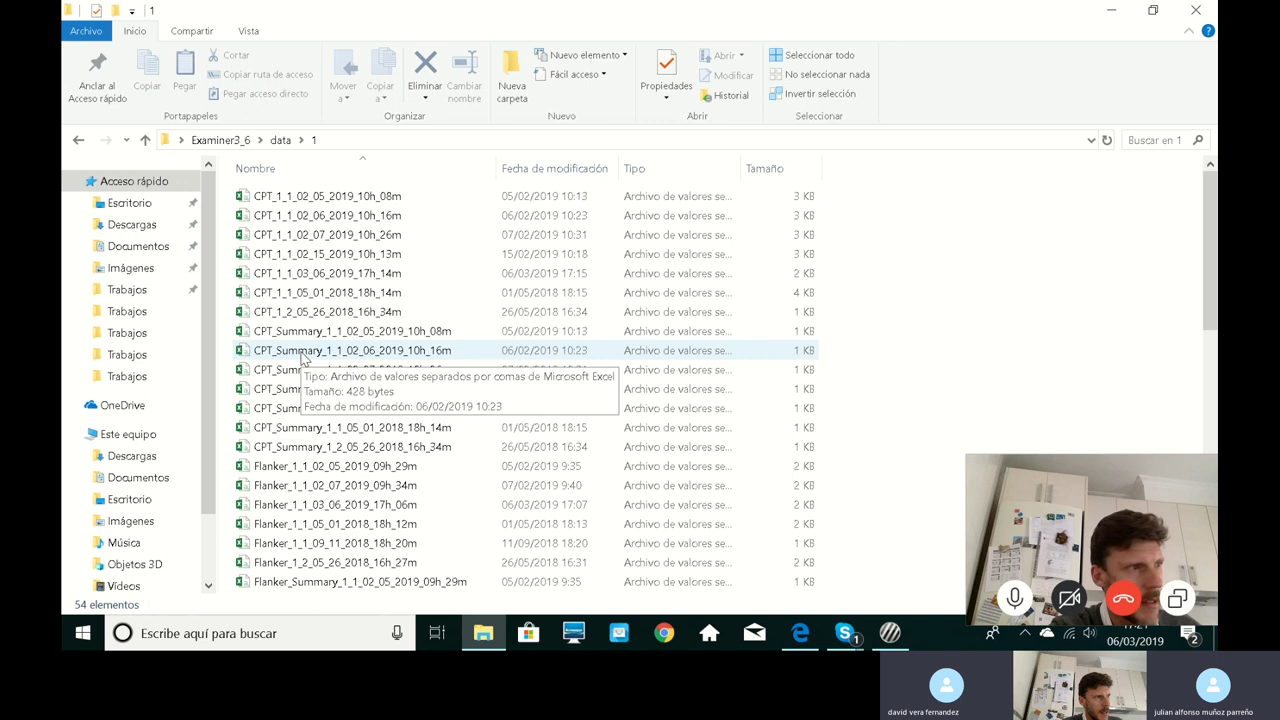 1
Archivo Inicio Compartir Vista
Anclar al Acceso rápido
Copiar
Pegar
Cortar
Copiar ruta de acceso
Pegar acceso directo
Portapapeles
Mover a
Copiar a
Eliminar
Cambiar nombre
Organizar
Nueva carpeta
Nuevo elemento
Fácil acceso
Nuevo
Propiedades
Abrir
Modificar
Historial
Abrir
Seleccionar todo
No seleccionar nada
Invertir selección
Seleccionar
Examiner3_6 > data > 1
Buscar en 1
Nombre Fecha de modificación Tipo Tamaño
CPT_1_1_02_05_2019_10h_08m 05/02/2019 10:13 Archivo de valores se... 3 KB
CPT_1_1_02_06_2019_10h_16m 06/02/2019 10:23 Archivo de valores se... 3 KB
CPT_1_1_02_07_2019_10h_26m 07/02/2019 10:31 Archivo de valores se... 3 KB
CPT_1_1_02_15_2019_10h_13m 15/02/2019 10:18 Archivo de valores se... 3 KB
CPT_1_1_03_06_2019_17h_14m 06/03/2019 17:15 Archivo de valores se... 2 KB
CPT_1_1_05_01_2018_18h_14m 01/05/2018 18:15 Archivo de valores se... 4 KB
CPT_1_2_05_26_2018_16h_34m 26/05/2018 16:34 Archivo de valores se... 2 KB
CPT_Summary_1_1_02_05_2019_10h_08m 05/02/2019 10:13 Archivo de valores se... 1 KB
CPT_Summary_1_1_02_06_2019_10h_16m 06/02/2019 10:23 Archivo de valores se... 1 KB
CPT_Sum Archivo de valores se... 1 KB
CPT_Sum 1 KB
CPT_Sum 1 KB
Tipo: Archivo de valores separados por comas de Microsoft Excel
Tamaño: 428 bytes
Fecha de modificación: 06/02/2019 10:23
CPT_Summary_1_1_05_01_2018_18h_14m 01/05/2018 18:15 Archivo de valores se... 1 KB
CPT_Summary_1_2_05_26_2018_16h_34m 26/05/2018 16:34 Archivo de valores se... 1 KB
Flanker_1_1_02_05_2019_09h_29m 05/02/2019 9:35 Archivo de valores se... 2 KB
Flanker_1_1_02_07_2019_09h_34m 07/02/2019 9:40 Archivo de valores se... 2 KB
Flanker_1_1_03_06_2019_17h_06m 06/03/2019 17:07 Archivo de valores se... 2 KB
Flanker_1_1_05_01_2018_18h_12m 01/05/2018 18:13 Archivo de valores se... 2 KB
Flanker_1_1_09_11_2018_18h_20m 11/09/2018 18:20 Archivo de valores se... 2 KB
Flanker_1_2_05_26_2018_16h_27m 26/05/2018 16:31 Archivo de valores se... 2 KB
Flanker_Summary_1_1_02_05_2019_09h_29m 05/02/2019 9:35 Archivo de valores se... 1 KB
Acceso rápido
Escritorio
Descargas
Documentos
Imágenes
Trabajos
Trabajos
Trabajos
Trabajos
Trabajos
OneDrive
Este equipo
Descargas
Documentos
Escritorio
Imágenes
Música
Objetos 3D
Vídeos
54 elementos
Escribe aquí para buscar
1
06/03/2019
2
david vera fernandez
julian alfonso muñoz parreño